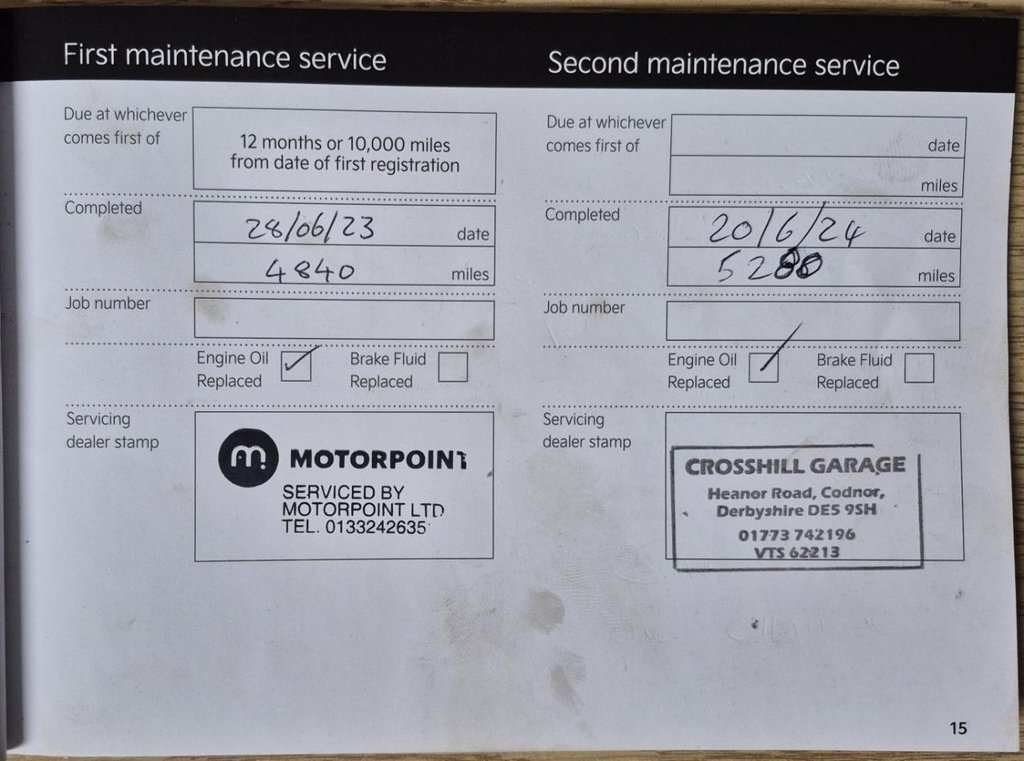 First maintenance service
Due at whichever
comes first of
12 months or 10,000 miles
from date of first registration
Completed
28/06/23 date
4840 miles
Job number
Engine Oil
Replaced
Brake Fluid
Replaced
Servicing
dealer stamp
m.
MOTORPOINT
SERVICED BY
MOTORPOINT LTD
TEL. 0133242635
Second maintenance service
Due at whichever
comes first of
date
miles
Completed
20/6/24 date
miles
Job number
Engine Oil
Replaced
Brake Fluid
Replaced
Servicing
dealer stamp
CROSSHILL GARAGE
Heanor Road, Codnor,
Derbyshire DE5 9SH
01773 742196
VTS 62213
15